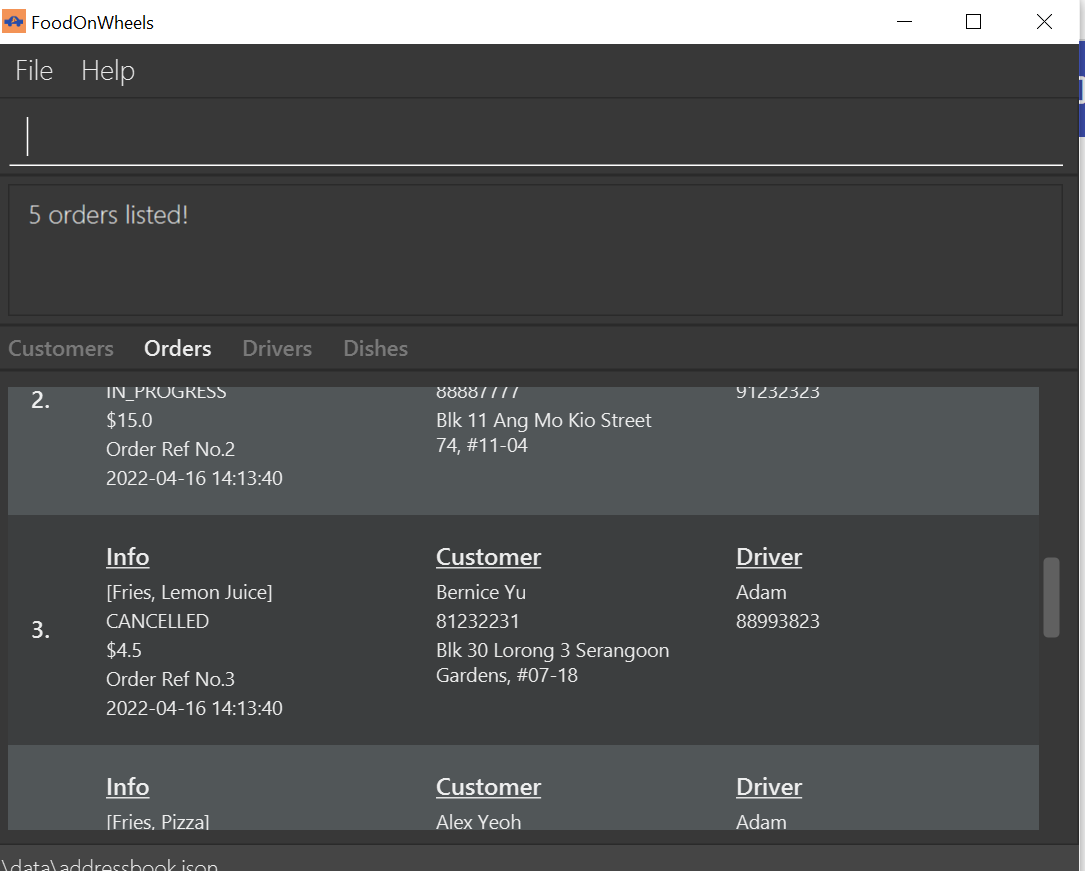 FoodOnWheels
File Help
5 orders listed!
Customers Orders Drivers Dishes
2.
IN_PROGRESS 88887777 91232323
$15.0 Blk 11 Ang Mo Kio Street
74, #11-04
Order Ref No.2
2022-04-16 14:13:40
Info Customer Driver
[Fries, Lemon Juice] Bernice Yu Adam
3.
CANCELLED 81232231 88993823
$4.5 Blk 30 Lorong 3 Serangoon
Gardens, #07-18
Order Ref No.3
2022-04-16 14:13:40
Info Customer Driver
[Fries, Pizza] Alex Yeoh Adam
\data\addressbook.json